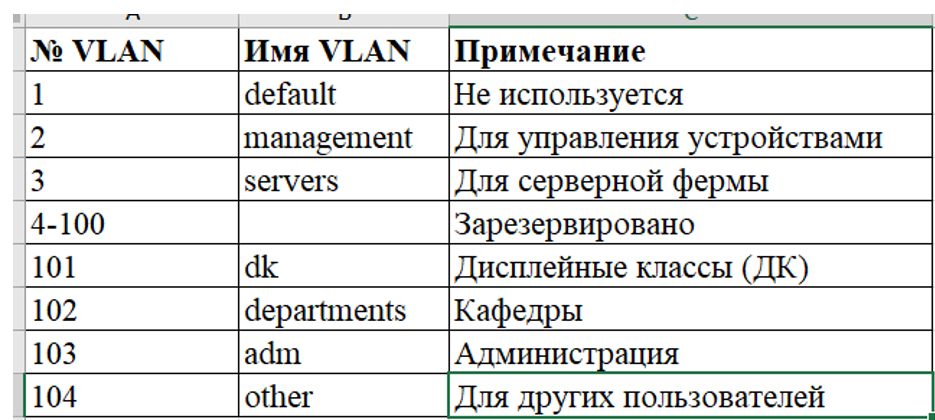 A B C
№ VLAN Имя VLAN Примечание
1 default Не используется
2 management Для управления устройствами
3 servers Для серверной фермы
4-100 Зарезервировано
101 dk Дисплейные классы (ДК)
102 departments Кафедры
103 adm Администрация
104 other Для других пользователей